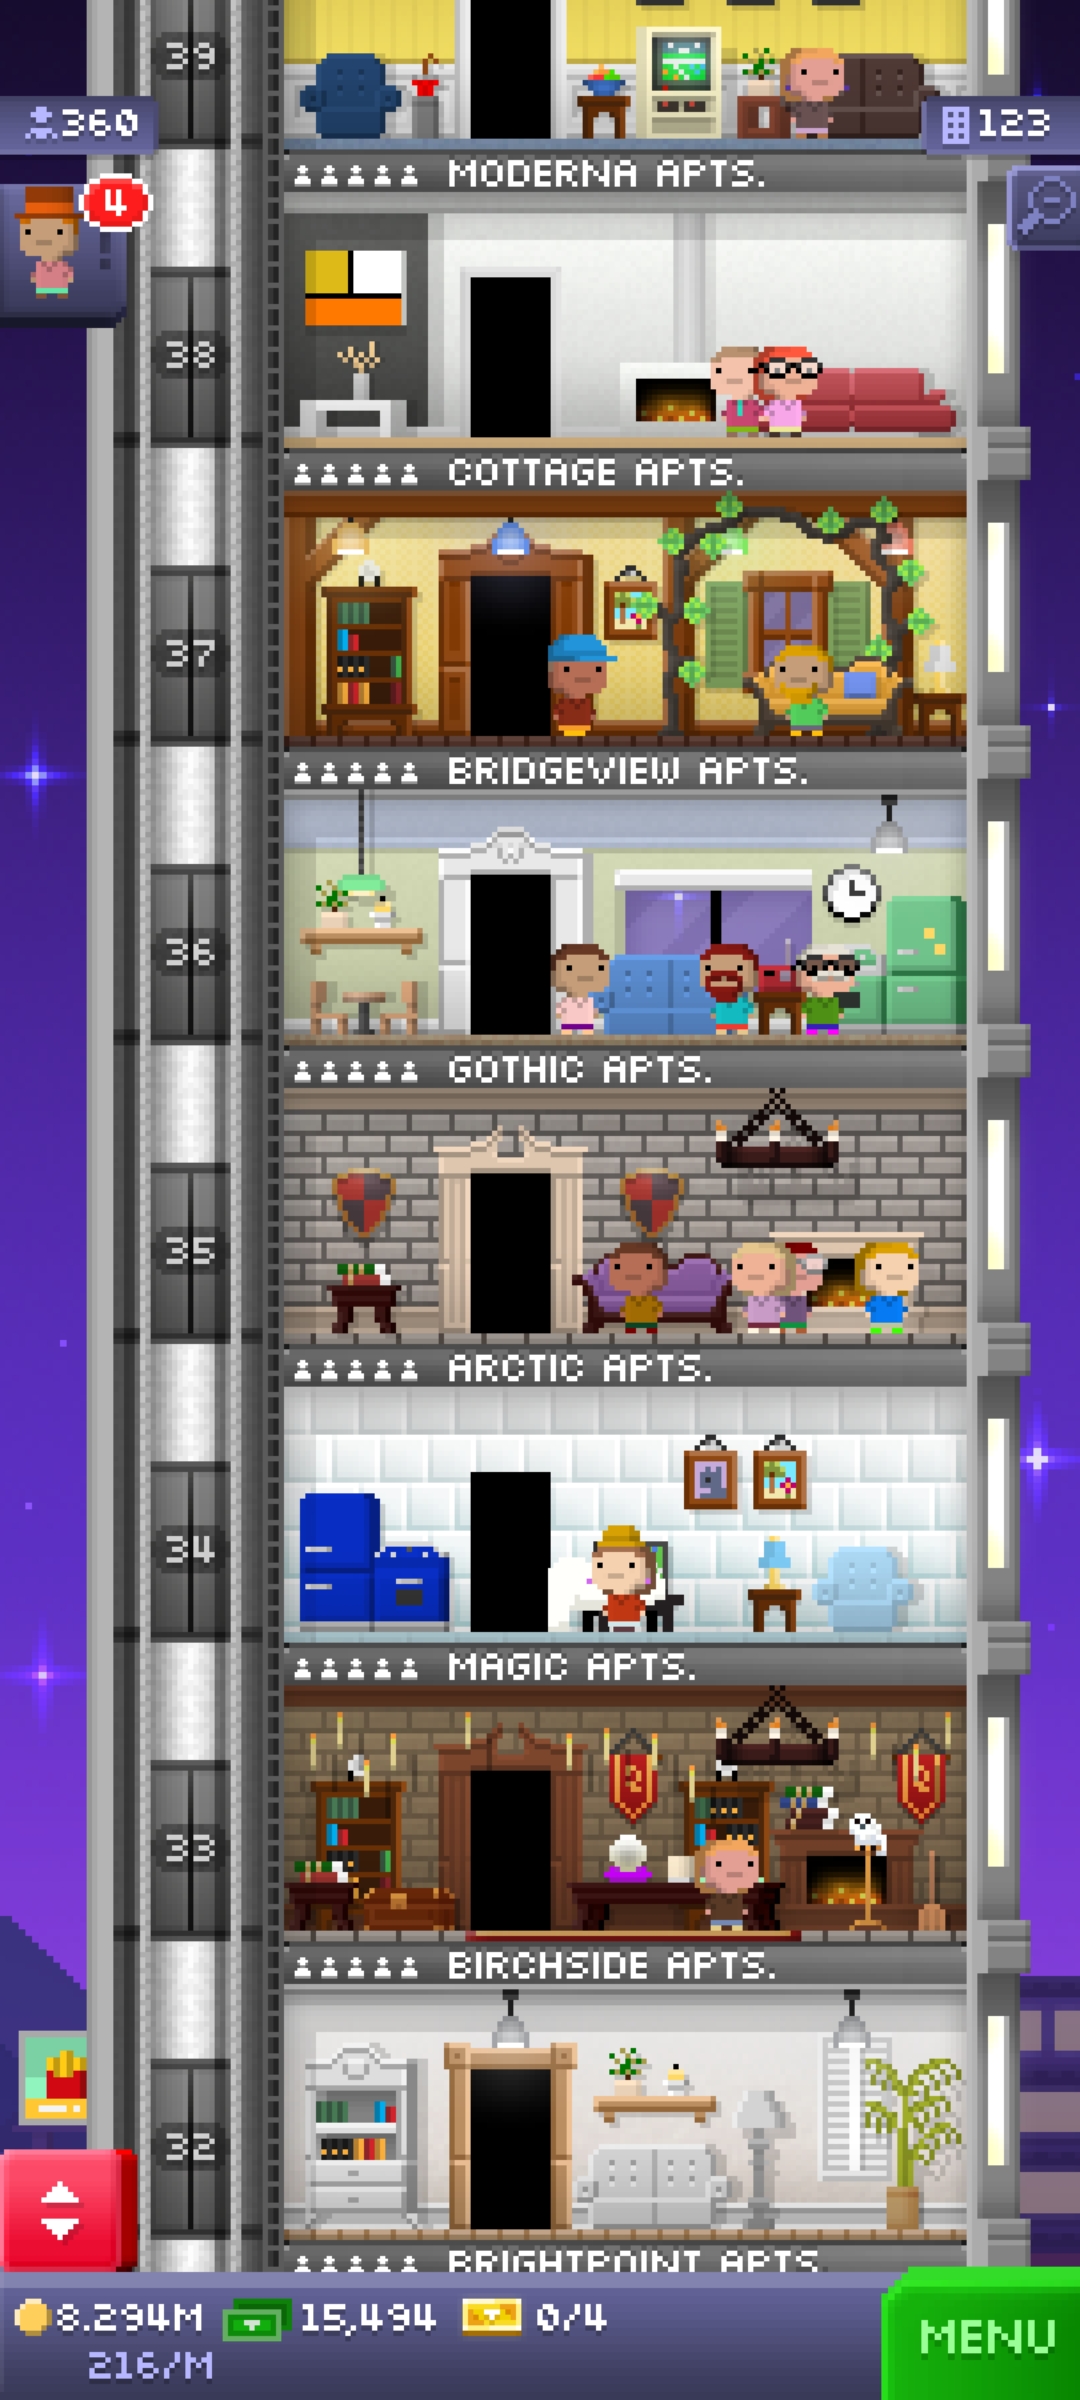 39
360
123
MODERNA APTS.
4
38
COTTAGE APTS.
37
BRIDGEVIEW APTS.
36
GOTHIC APTS.
35
ARCTIC APTS.
34
MAGIC APTS.
33
BIRCHSIDE APTS.
32
BRIGHTPOINT APTS.
8.294M 15,494 0/4
216/M
MENU